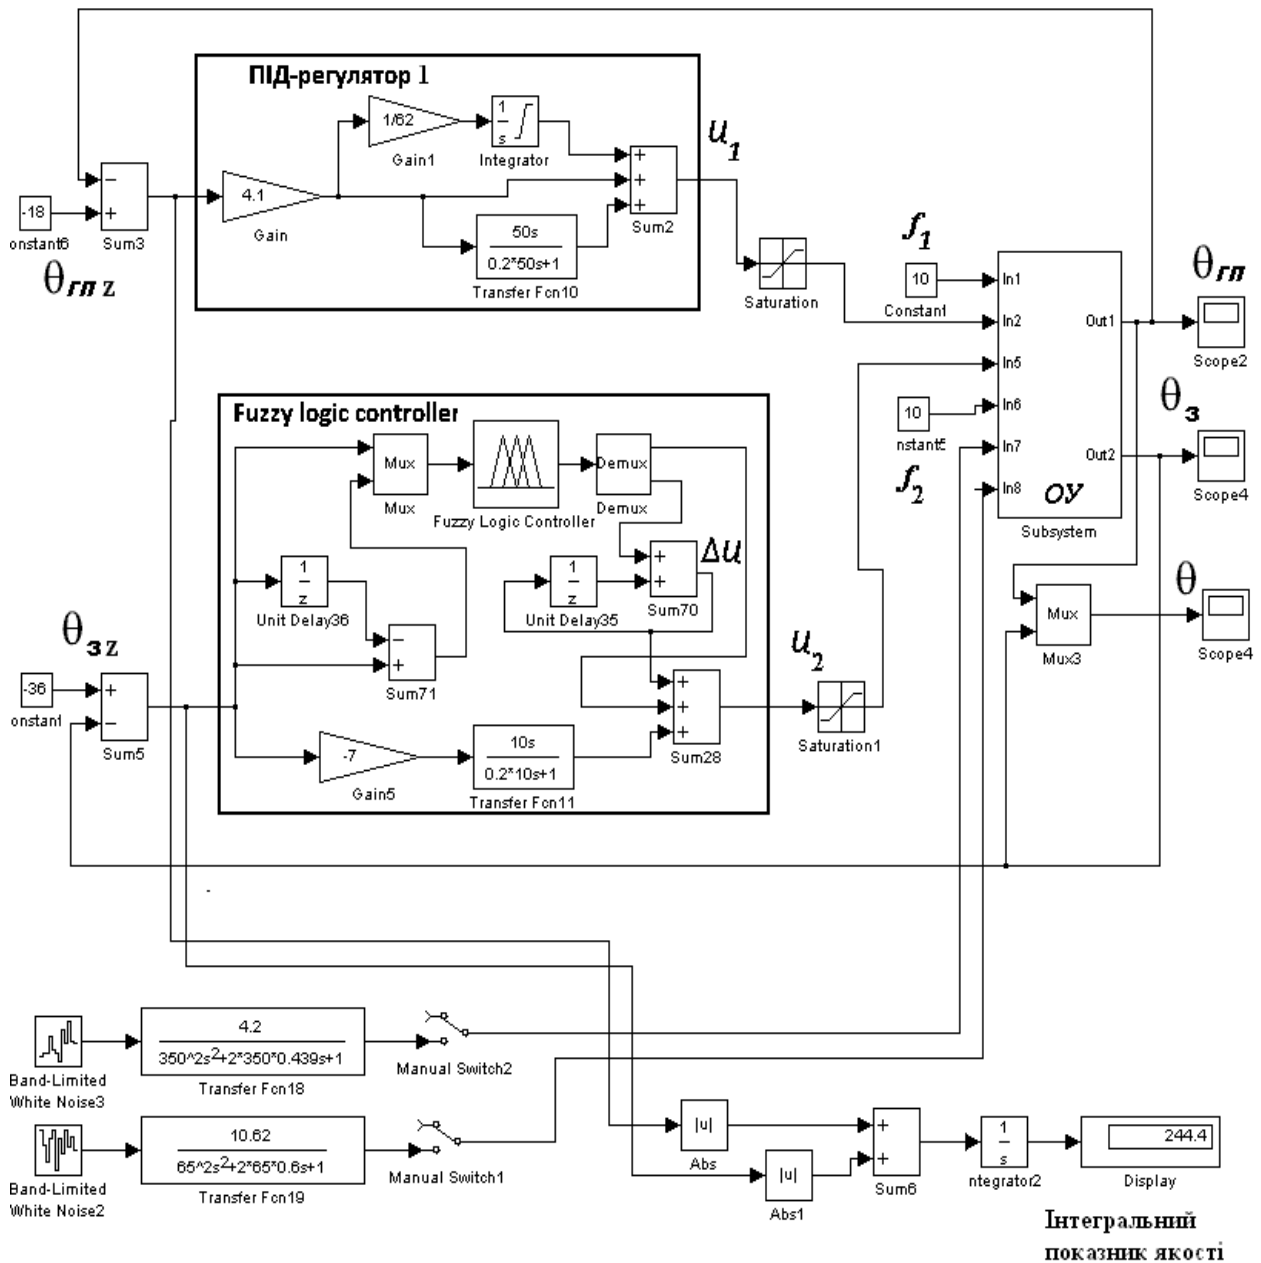 ПІД-регулятор 1
1/62
Gain1
1
s
Integrator
u1
-
+
Sum3
-18
onstant6
θгп z
4.1
Gain
+
+
+
Sum2
50s
0.2*50s+1
Transfer Fcn10
Saturation
f1
10
Constant
In1
In2
In5
In6
In7
In8
Out1
Out2
ОУ
Subsystem
θгп
Scope2
θз
Scope4
10
nstant5
f2
Fuzzy logic controller
Mux
Mux
Fuzzy Logic Controller
Demux
Demux
1
z
Unit Delay36
1
z
Unit Delay35
+
+
Sum70
Δu
-
+
Sum71
θз z
-36
onstant
+
-
Sum5
-7
Gain5
10s
0.2*10s+1
Transfer Fcn11
+
+
+
Sum28
u2
Saturation1
Mux
Mux3
θ
Scope4
Band-Limited
White Noise3
4.2
350^2s²+2*350*0.439s+1
Transfer Fcn18
Manual Switch2
Band-Limited
White Noise2
10.62
65^2s²+2*65*0.6s+1
Transfer Fcn19
Manual Switch1
|u|
Abs
|u|
Abs1
+
+
Sum6
1
s
ntegrator2
244.4
Display
Інтегральний
показник якості